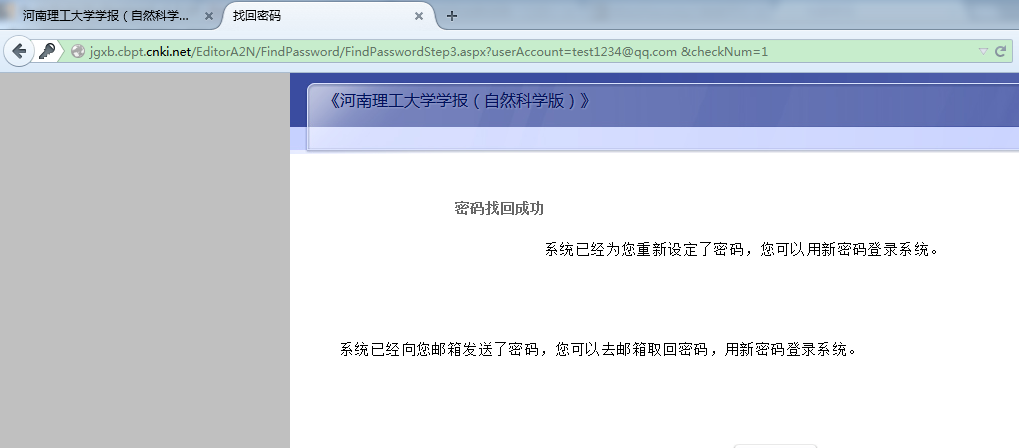 河南理工大学学报（自然科学...
找回密码
jgxb.cbpt.cnki.net/EditorA2N/FindPassword/FindPasswordStep3.aspx?userAccount=test1234@qq.com &checkNum=1
《河南理工大学学报（自然科学版）》
密码找回成功
系统已经为您重新设定了密码，您可以用新密码登录系统。
系统已经向您邮箱发送了密码，您可以去邮箱取回密码，用新密码登录系统。